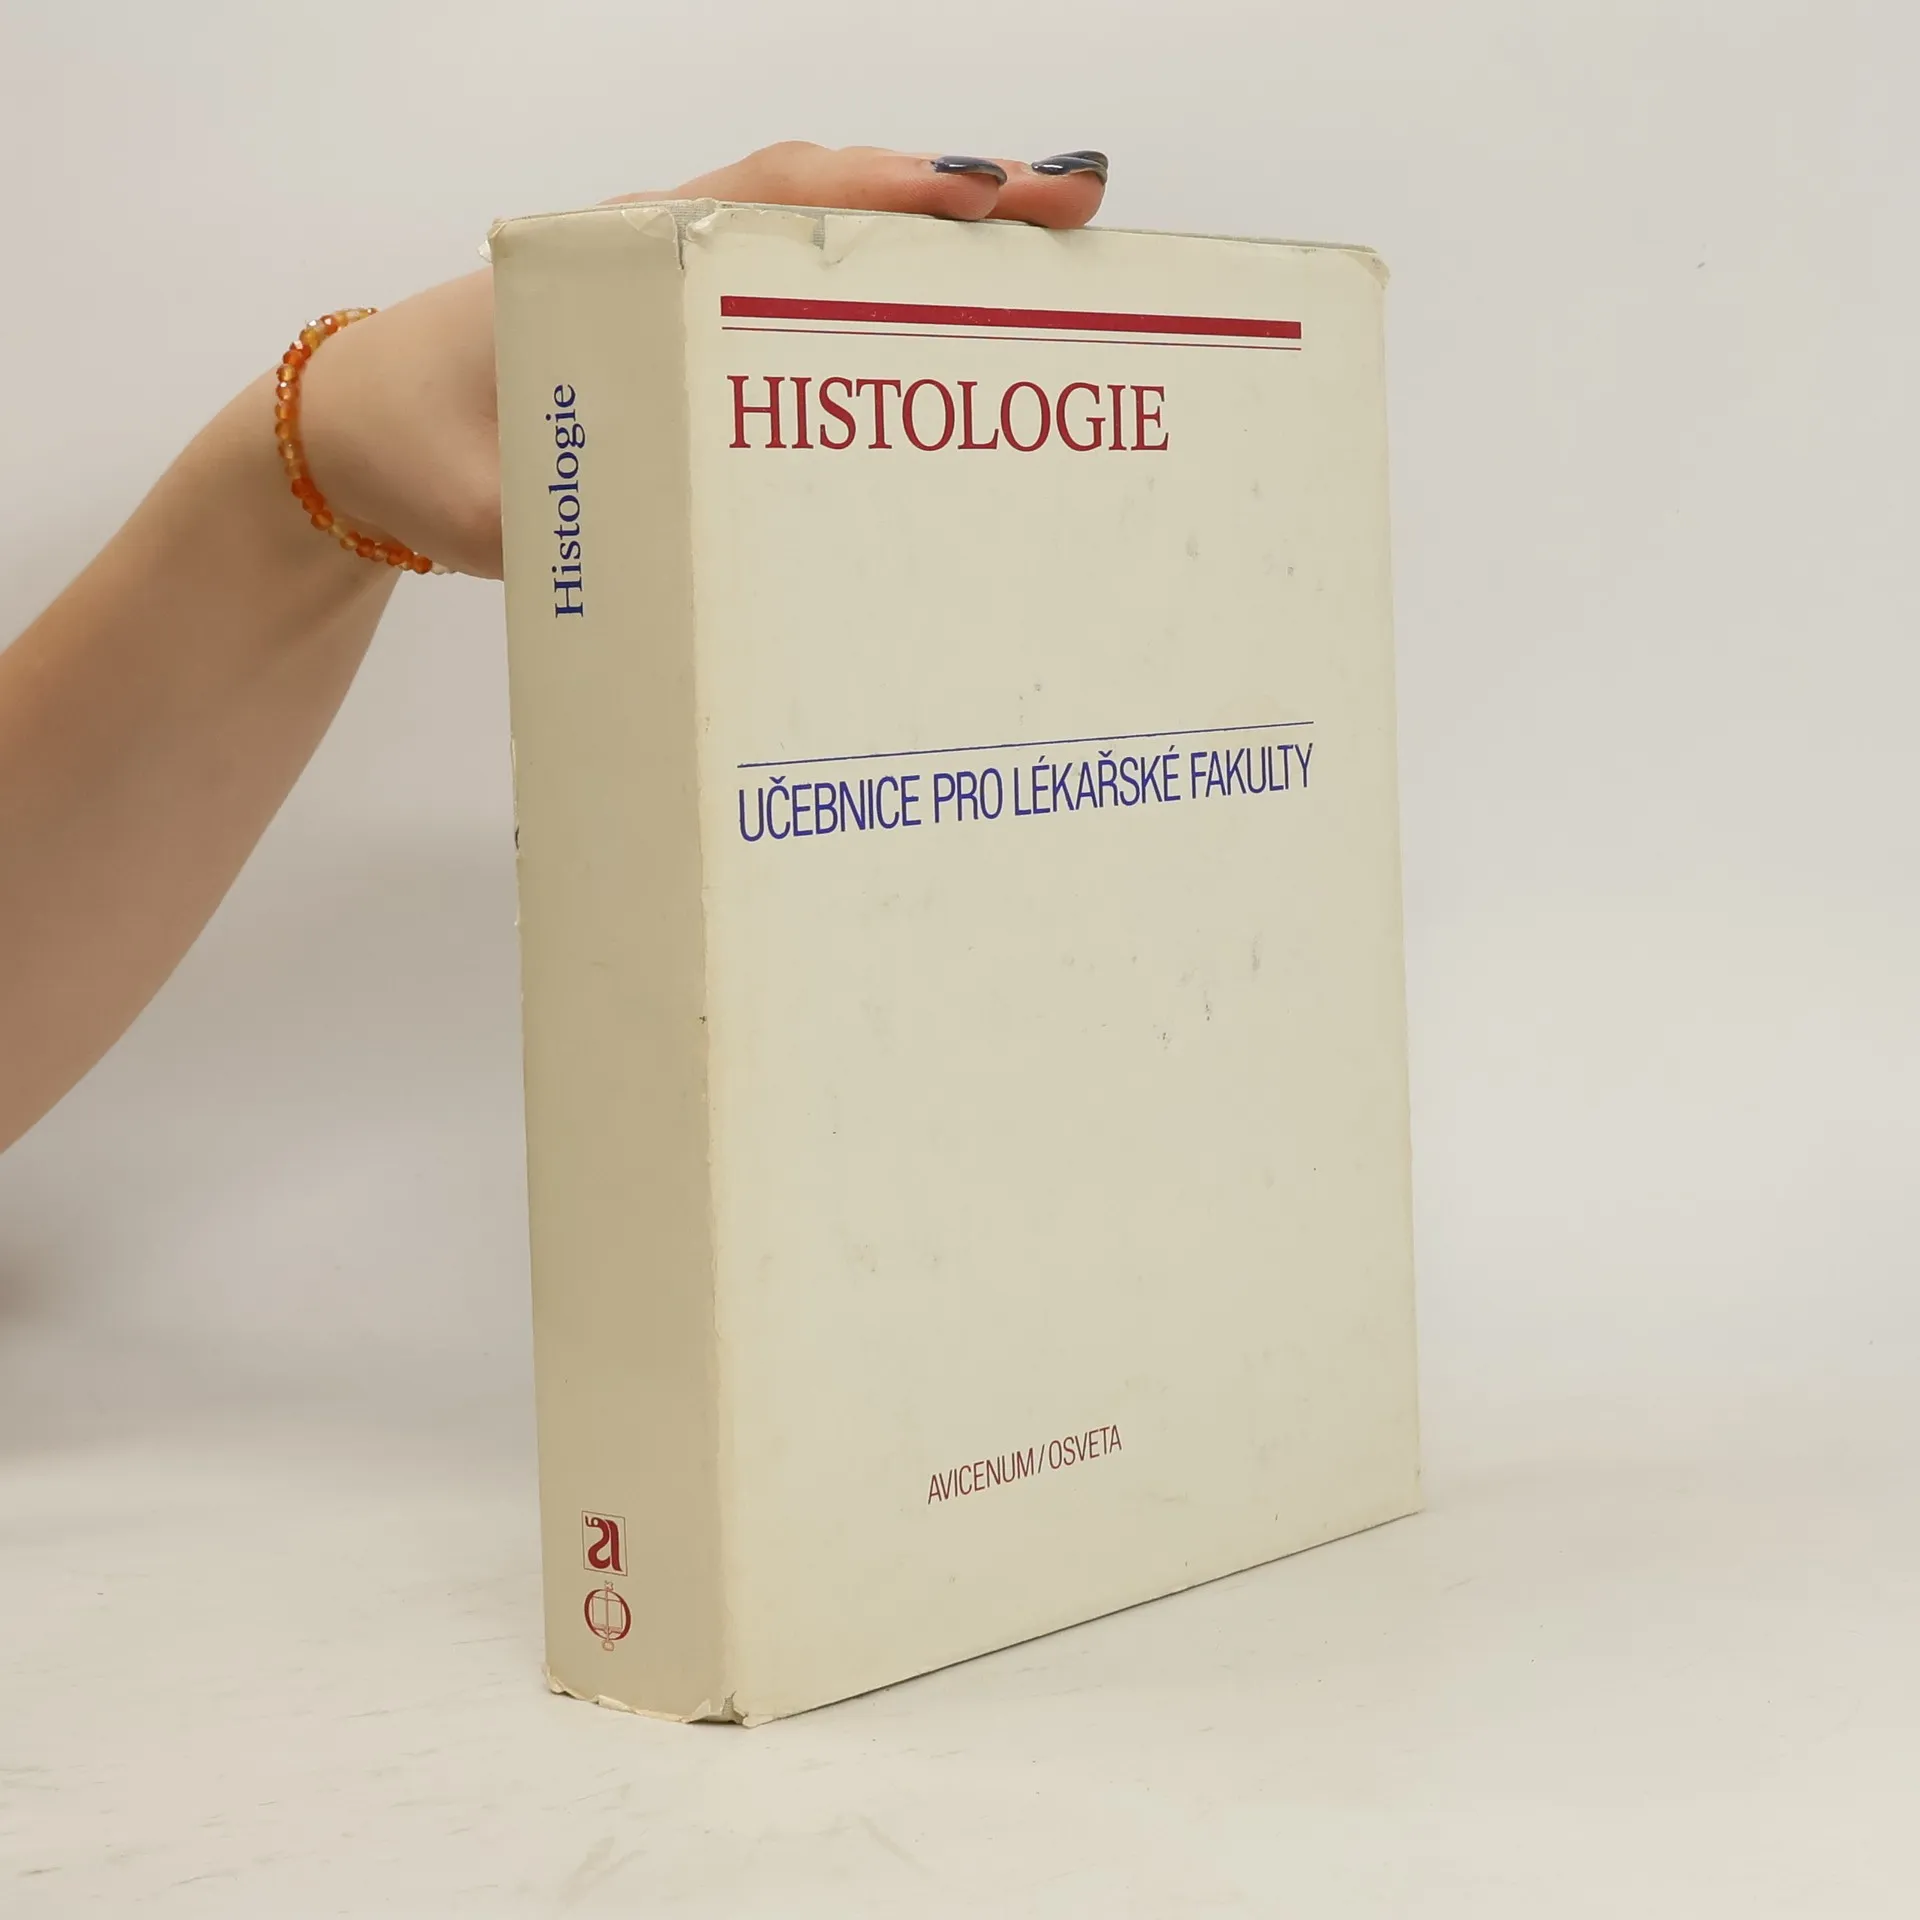 Histologie
HISTOLOGIE
UČEBNICE PRO LÉKAŘSKÉ FAKULTY
AVICENUM/OSVETA